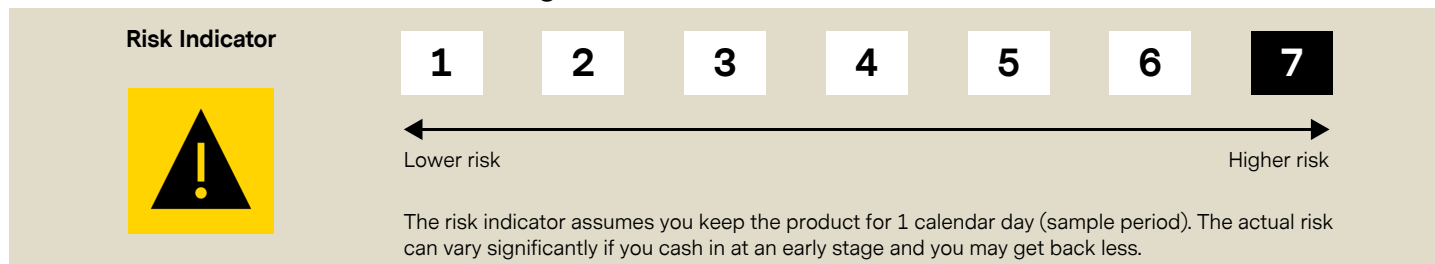 Risk Indicator
1 2 3 4 5 6 7
Lower risk Higher risk
The risk indicator assumes you keep the product for 1 calendar day (sample period). The actual risk
can vary significantly if you cash in at an early stage and you may get back less.